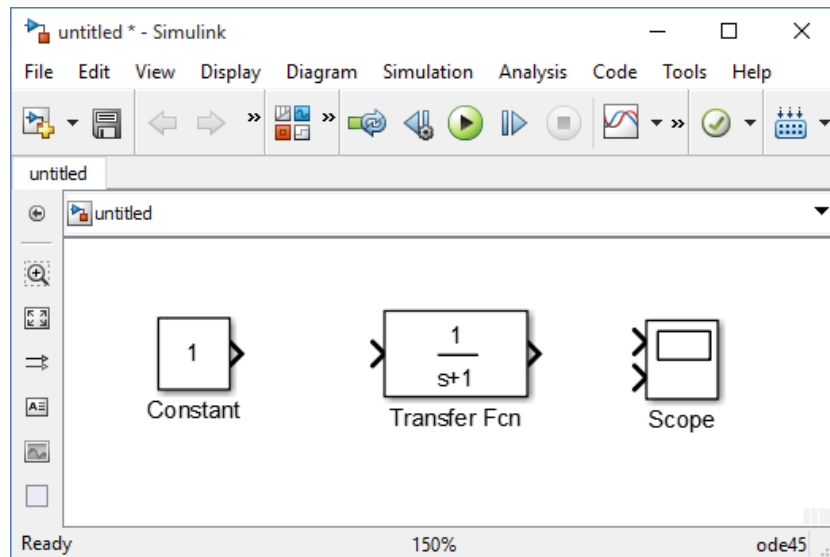 untitled * - Simulink
File Edit View Display Diagram Simulation Analysis Code Tools Help
» » »
untitled
untitled
1
Constant
1
s+1
Transfer Fcn
Scope
Ready 150% ode45